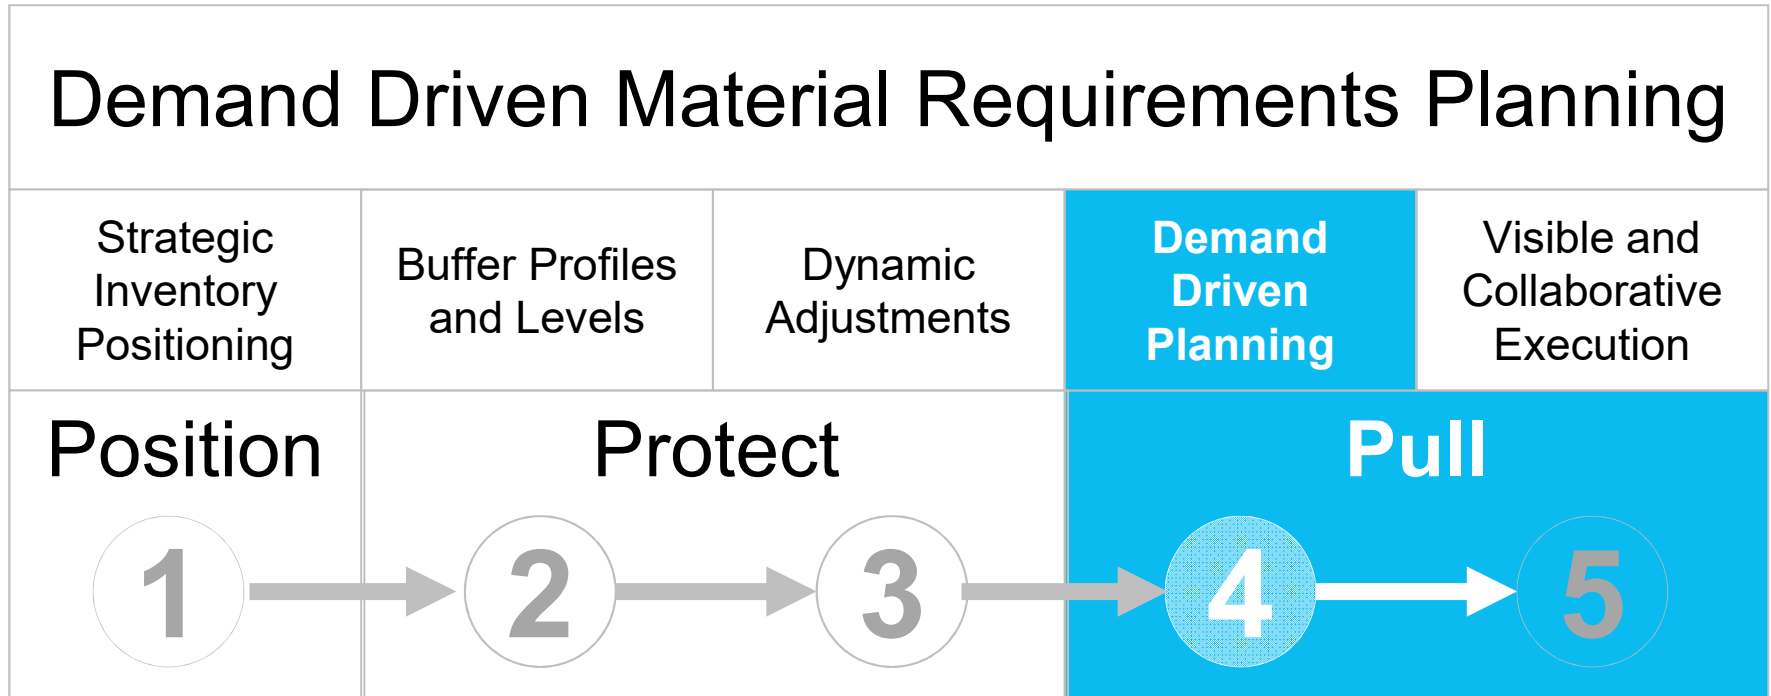 Demand Driven Material Requirements Planning
Strategic
Inventory
Positioning
Buffer Profiles
and Levels
Dynamic
Adjustments
Demand
Driven
Planning
Visible and
Collaborative
Execution
Position
Protect
Pull
1
2
3
4
5